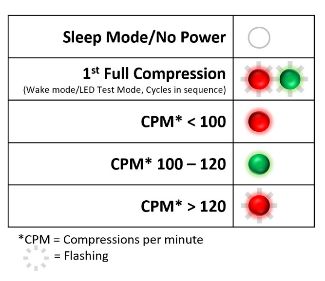 Sleep Mode/No Power
1st Full Compression
(Wake mode/LED Test Mode, Cycles in sequence)
CPM* < 100
CPM* 100 – 120
CPM* > 120
*CPM = Compressions per minute
= Flashing